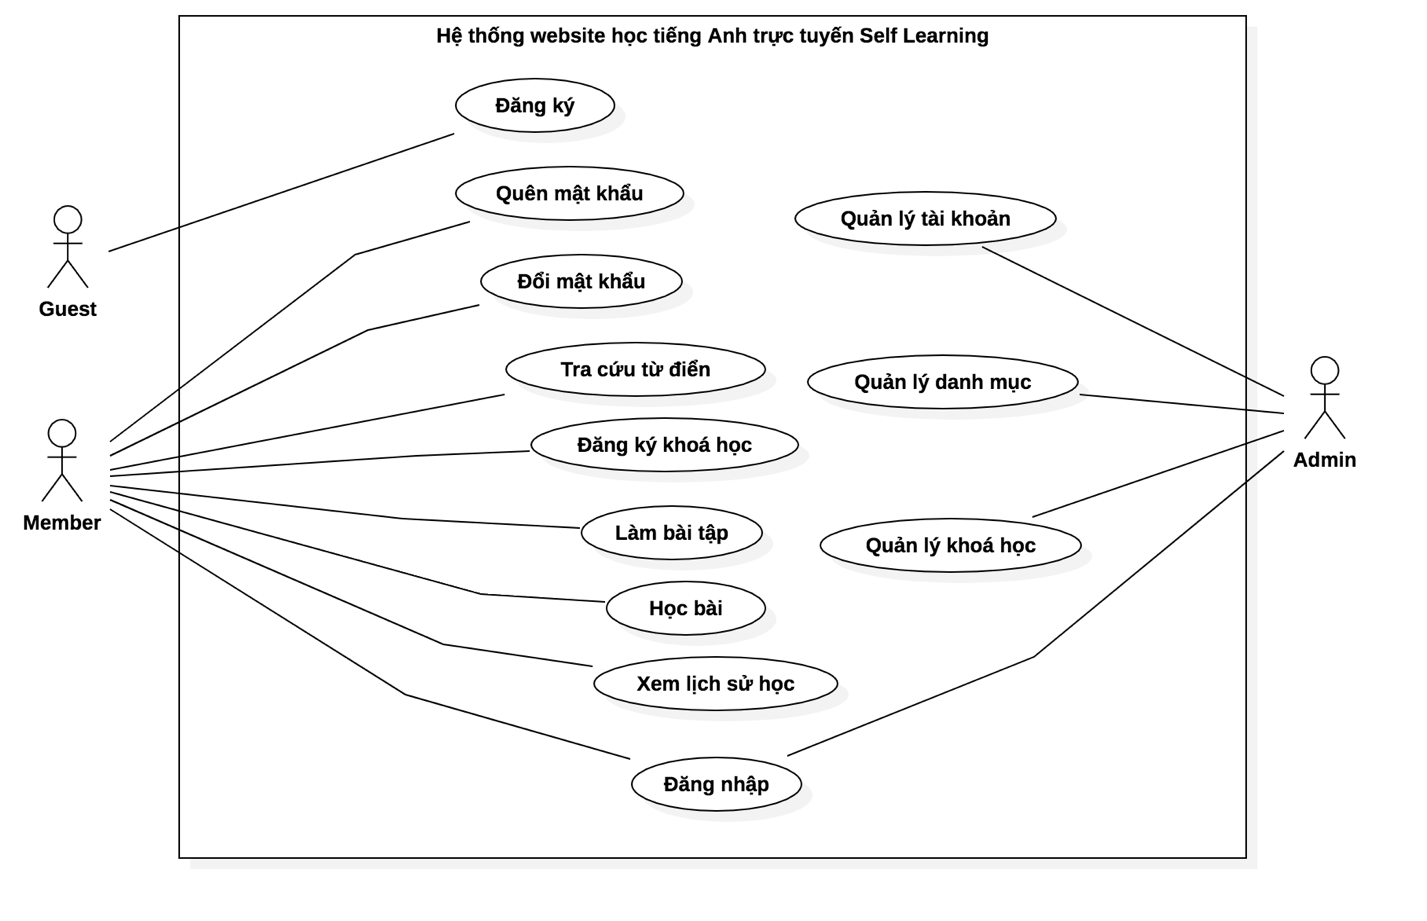 Hệ thống website học tiếng Anh trực tuyến Self Learning
Đăng ký
Quên mật khẩu
Quản lý tài khoản
Đổi mật khẩu
Guest
Tra cứu từ điển
Quản lý danh mục
Đăng ký khoá học
Admin
Member
Làm bài tập
Quản lý khoá học
Học bài
Xem lịch sử học
Đăng nhập